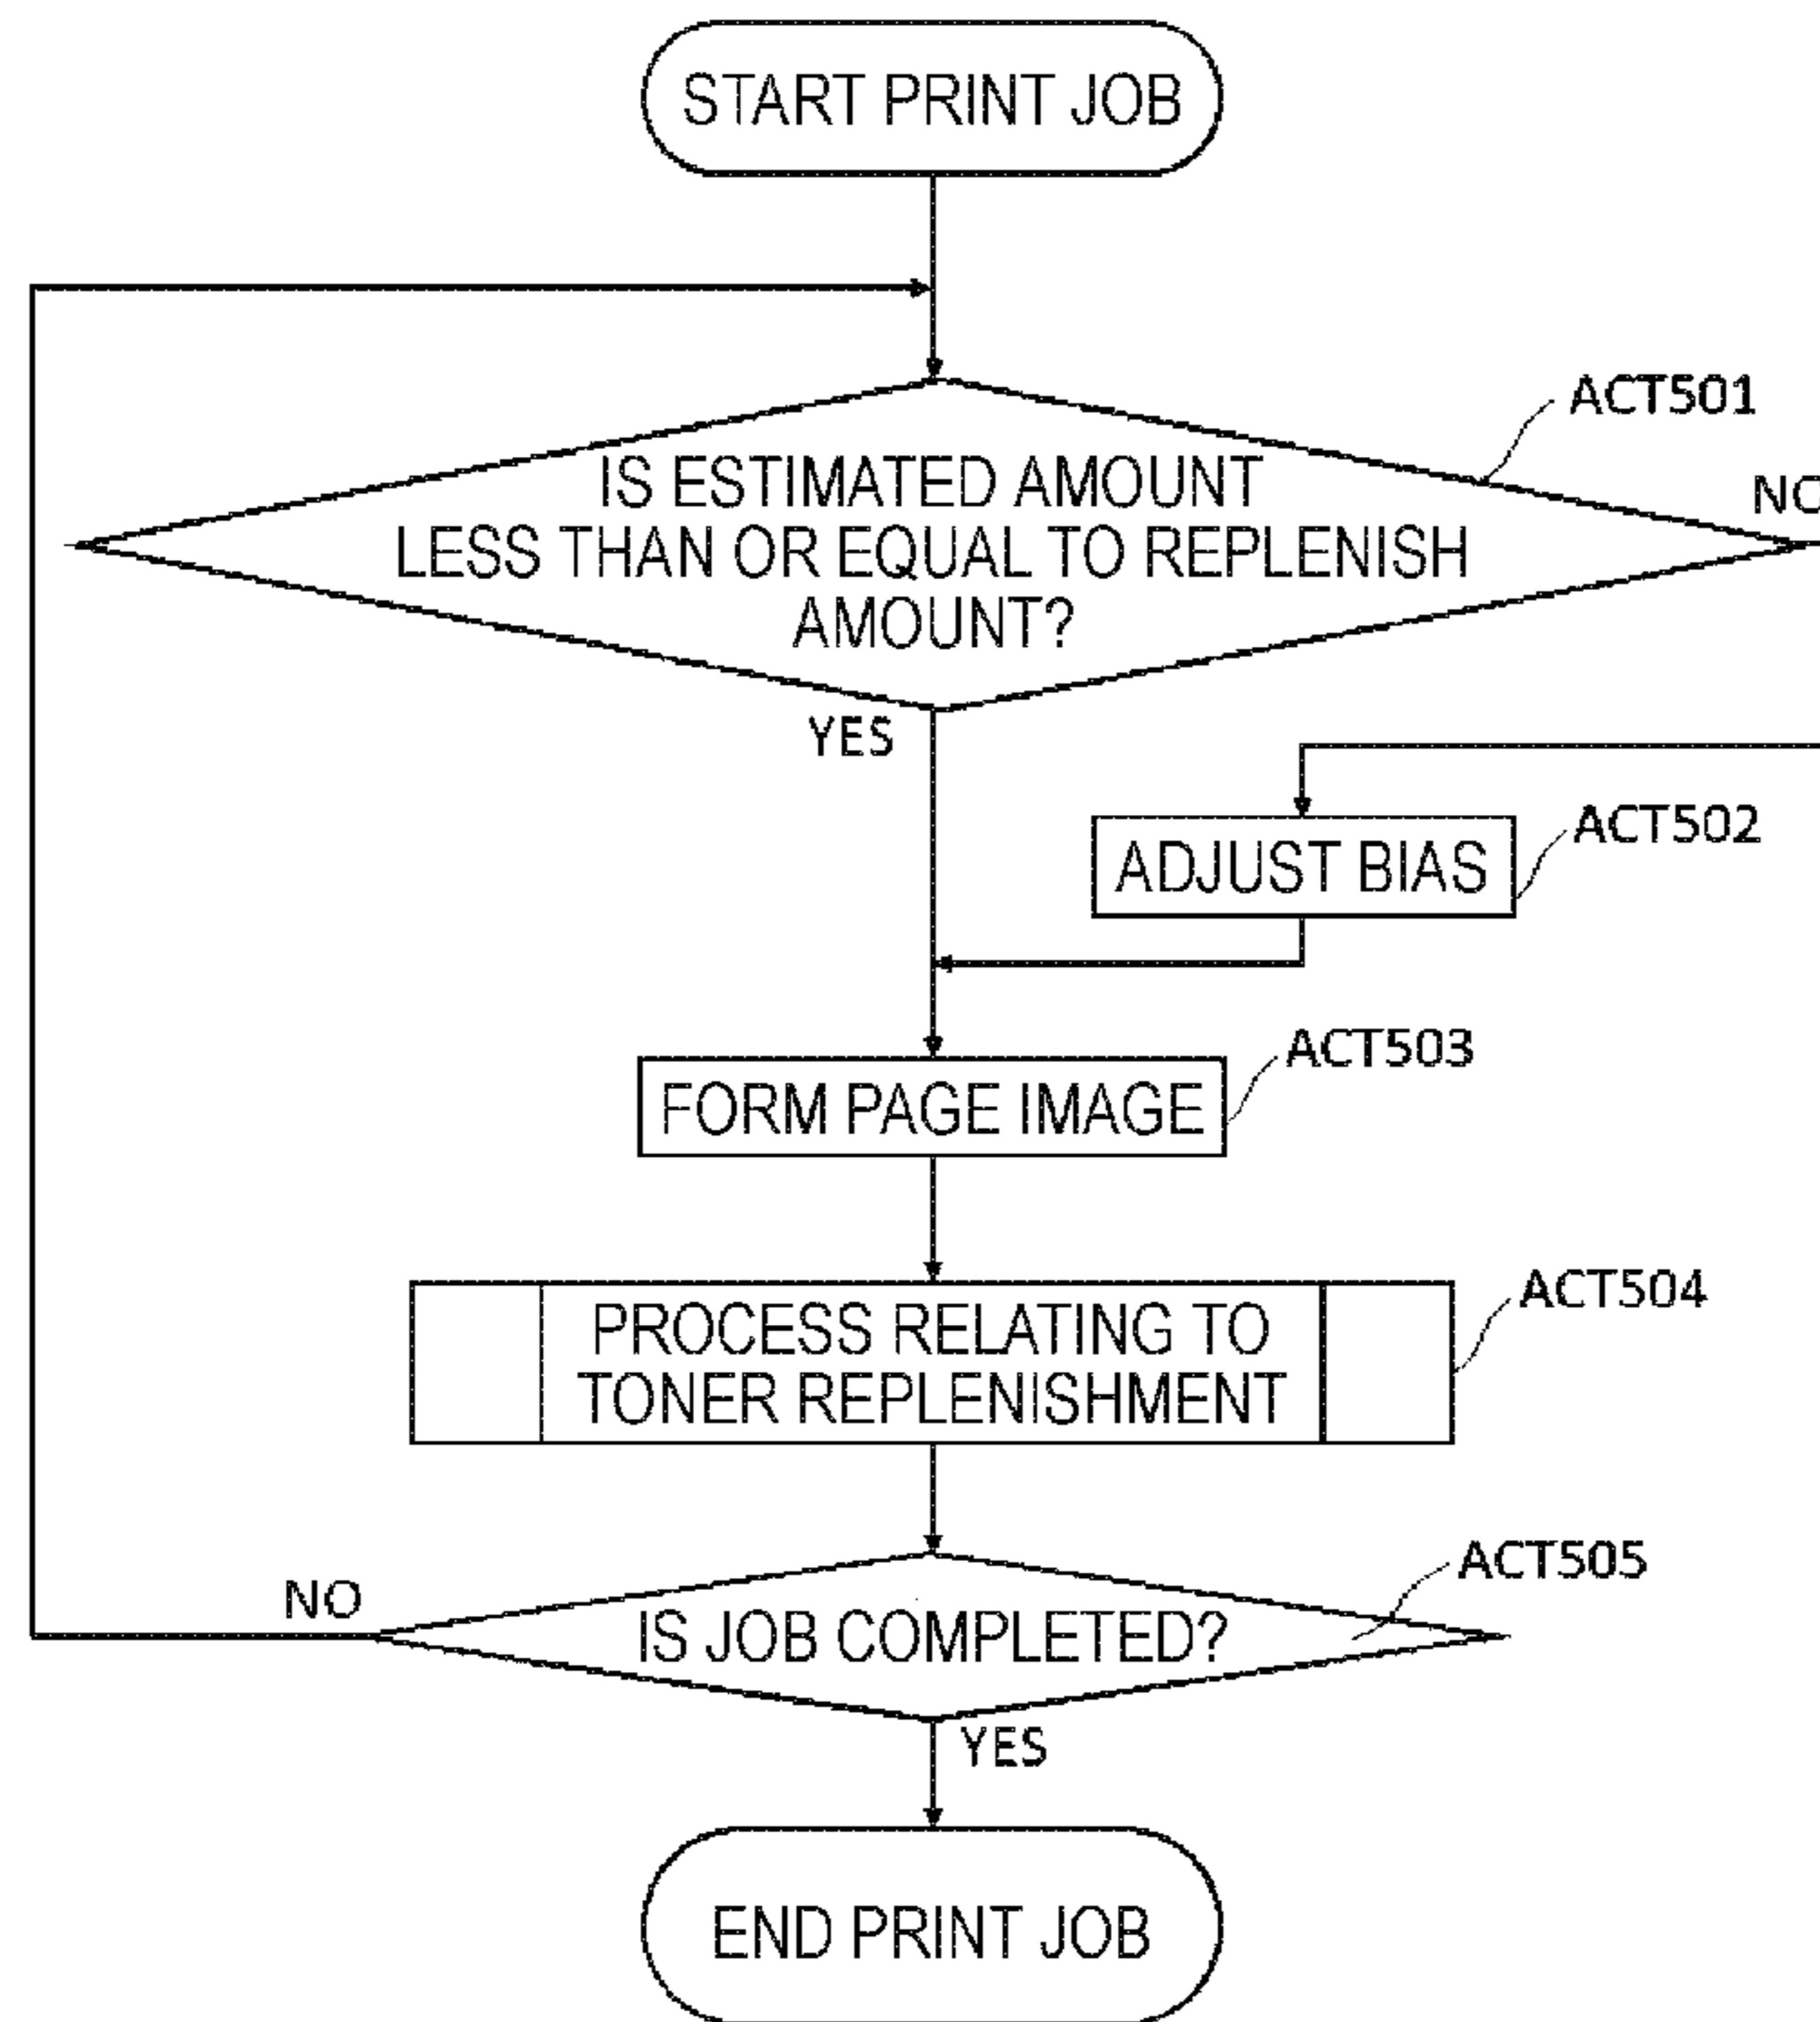 START PRINT JOB
ACT501
IS ESTIMATED AMOUNT
NO
LESS THAN OR EQUAL TO REPLENISH
AMOUNT?
YES
ACT502
ADJUST BIAS
ACT503
FORM PAGE IMAGE
ACT504
PROCESS RELATING TO
TONER REPLENISHMENT
ACT505
NO
IS JOB COMPLETED?
YES
END PRINT JOB